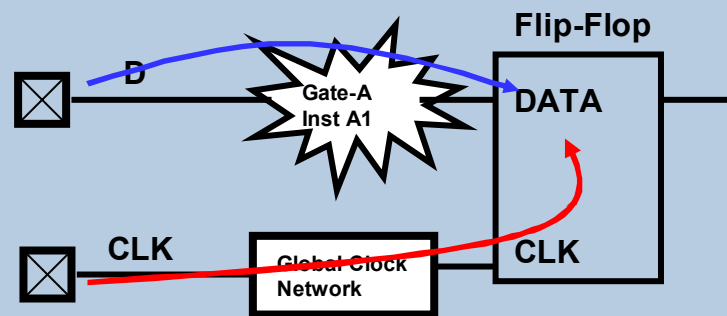 Flip-Flop
D
Gate-A
Inst A1
DATA
CLK
Global Clock
Network
CLK